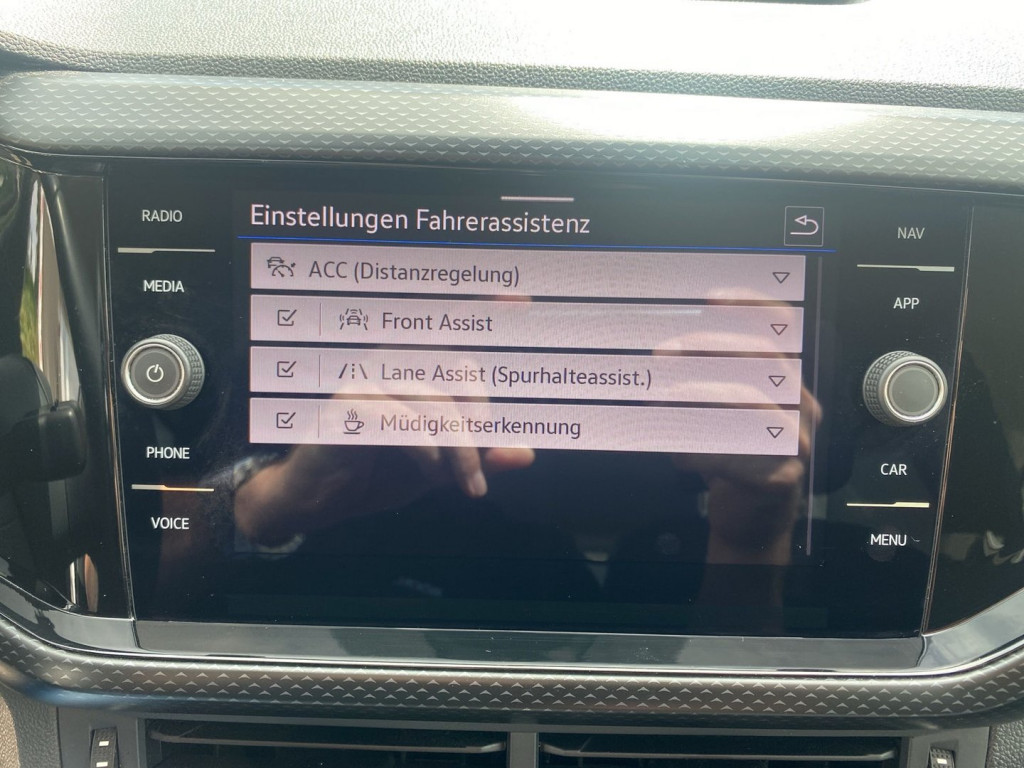 RADIO
MEDIA
PHONE
VOICE
Einstellungen Fahrerassistenz
ACC (Distanzregelung)
Front Assist
Lane Assist (Spurhalteassist.)
Müdigkeitserkennung
NAV
APP
CAR
MENU